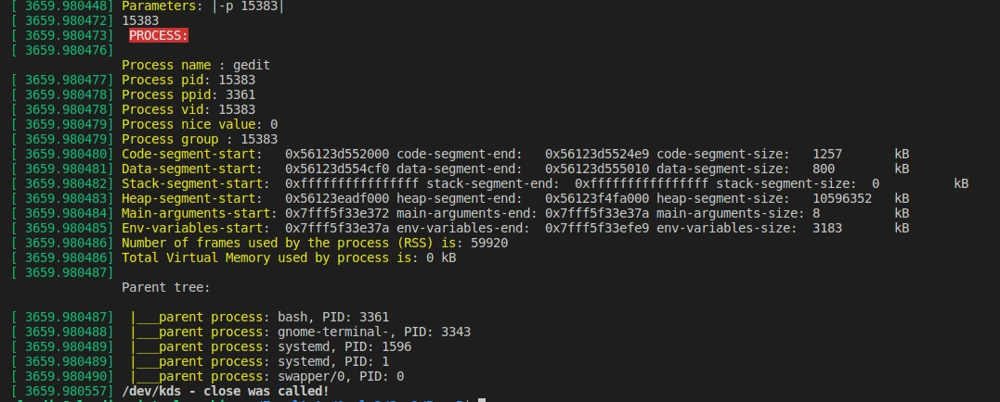 [ 3659.980448] Parameters: |-p 15383|
[ 3659.980472] 15383
[ 3659.980473]  PROCESS:
[ 3659.980476]
Process name : gedit
[ 3659.980477] Process pid: 15383
[ 3659.980478] Process ppid: 3361
[ 3659.980478] Process vid: 15383
[ 3659.980479] Process nice value: 0
[ 3659.980479] Process group : 15383
[ 3659.980480] Code-segment-start:   0x56123d552000 code-segment-end:   0x56123d5524e9 code-segment-size:   1257       kB
[ 3659.980481] Data-segment-start:   0x56123d554cf0 data-segment-end:   0x56123d555010 data-segment-size:   800        kB
[ 3659.980482] Stack-segment-start:  0xffffffffffffffff stack-segment-end:  0xffffffffffffffff stack-segment-size:  0          kB
[ 3659.980483] Heap-segment-start:   0x56123eadf000 heap-segment-end:   0x56123f4fa000 heap-segment-size:   10596352   kB
[ 3659.980484] Main-arguments-start: 0x7fff5f33e372 main-arguments-end: 0x7fff5f33e37a main-arguments-size: 8          kB
[ 3659.980485] Env-variables-start:  0x7fff5f33e37a env-variables-end:  0x7fff5f33efe9 env-variables-size:  3183       kB
[ 3659.980486] Number of frames used by the process (RSS) is: 59920
[ 3659.980486] Total Virtual Memory used by process is: 0 kB
[ 3659.980487]
Parent tree:
[ 3659.980487]  |___parent process: bash, PID: 3361
[ 3659.980488]  |___parent process: gnome-terminal-, PID: 3343
[ 3659.980489]  |___parent process: systemd, PID: 1596
[ 3659.980489]  |___parent process: systemd, PID: 1
[ 3659.980490]  |___parent process: swapper/0, PID: 0
[ 3659.980557] /dev/kds - close was called!